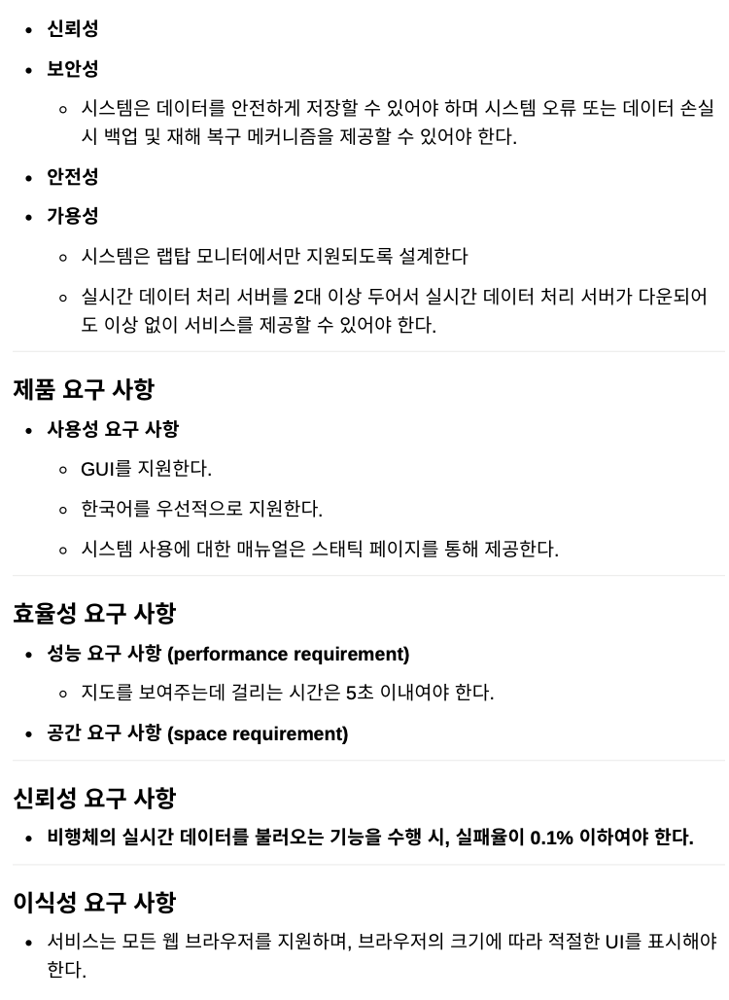 신뢰성
보안성
시스템은 데이터를 안전하게 저장할 수 있어야 하며 시스템 오류 또는 데이터 손실
시 백업 및 재해 복구 메커니즘을 제공할 수 있어야 한다.
안전성
가용성
시스템은 랩탑 모니터에서만 지원되도록 설계한다
실시간 데이터 처리 서버를 2대 이상 두어서 실시간 데이터 처리 서버가 다운되어
도 이상 없이 서비스를 제공할 수 있어야 한다.
제품 요구 사항
사용성 요구 사항
GUI를 지원한다.
한국어를 우선적으로 지원한다.
시스템 사용에 대한 매뉴얼은 스태틱 페이지를 통해 제공한다.
효율성 요구 사항
성능 요구 사항 (performance requirement)
지도를 보여주는데 걸리는 시간은 5초 이내여야 한다.
공간 요구 사항 (space requirement)
신뢰성 요구 사항
비행체의 실시간 데이터를 불러오는 기능을 수행 시, 실패율이 0.1% 이하여야 한다.
이식성 요구 사항
서비스는 모든 웹 브라우저를 지원하며, 브라우저의 크기에 따라 적절한 UI를 표시해야
한다.